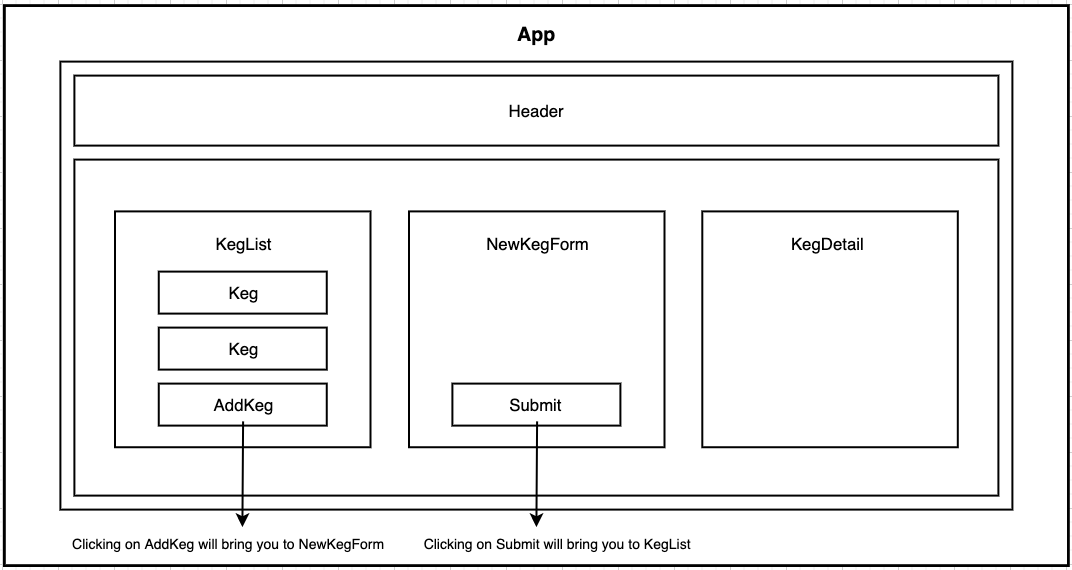 App
Header
KegList
NewKegForm
KegDetail
Keg
Keg
AddKeg
Submit
Clicking on AddKeg will bring you to NewKegForm
Clicking on Submit will bring you to KegList